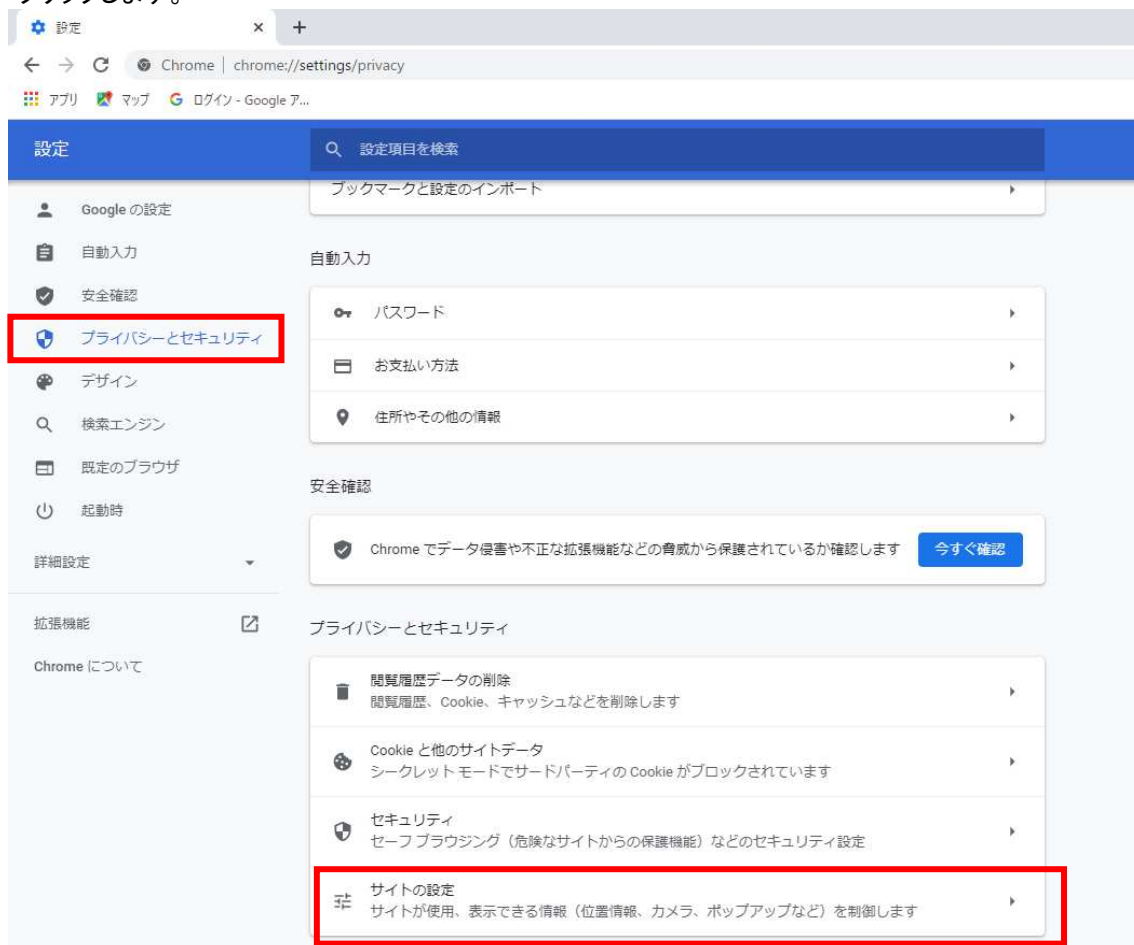 クリックします。
設定
Chrome | chrome://settings/privacy
アプリ マップ ログイン - Google ア...
設定
設定項目を検索
Google の設定
自動入力
安全確認
プライバシーとセキュリティ
デザイン
検索エンジン
既定のブラウザ
起動時
詳細設定
拡張機能
Chrome について
ブックマークと設定のインポート
自動入力
パスワード
お支払い方法
住所やその他の情報
安全確認
Chrome でデータ侵害や不正な拡張機能などの脅威から保護されているか確認します 今すぐ確認
プライバシーとセキュリティ
閲覧履歴データの削除
閲覧履歴、Cookie、キャッシュなどを削除します
Cookie と他のサイトデータ
シークレット モードでサードパーティの Cookie がブロックされています
セキュリティ
セーフ ブラウジング（危険なサイトからの保護機能）などのセキュリティ設定
サイトの設定
サイトが使用、表示できる情報（位置情報、カメラ、ポップアップなど）を制御します